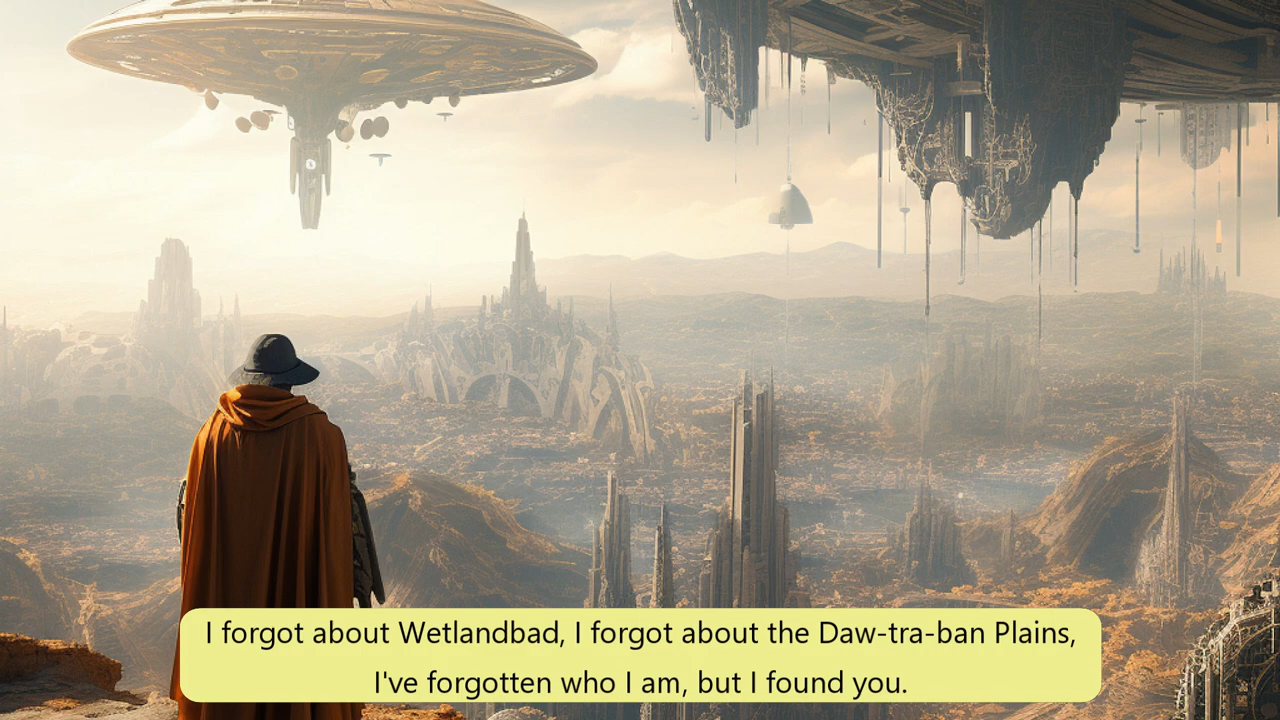 I forgot about Wetlandbad, I forgot about the Daw-tra-ban Plains,
I've forgotten who I am, but I found you.